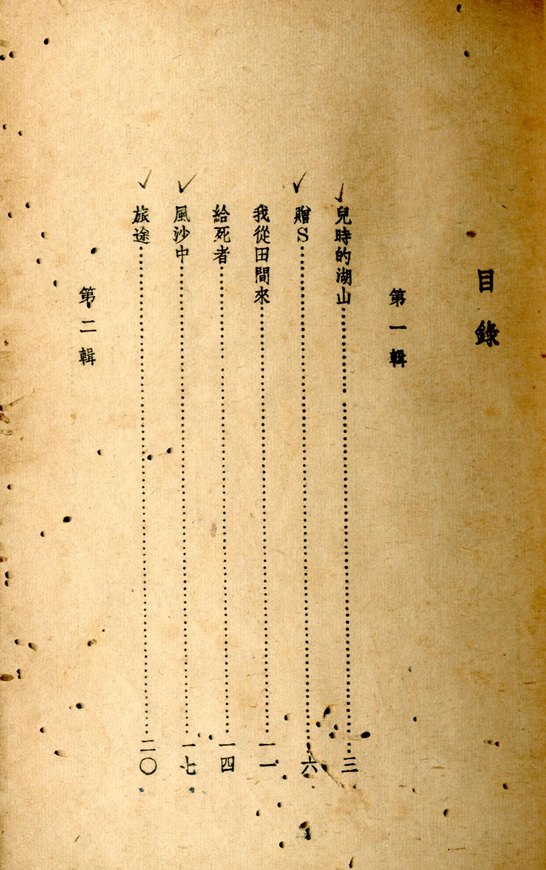 目錄
第一輯
兒時的湖山…………三
贈S…………六
我從田間來…………一一
給死者…………一四
風沙中…………一七
旅途…………二〇
第二輯